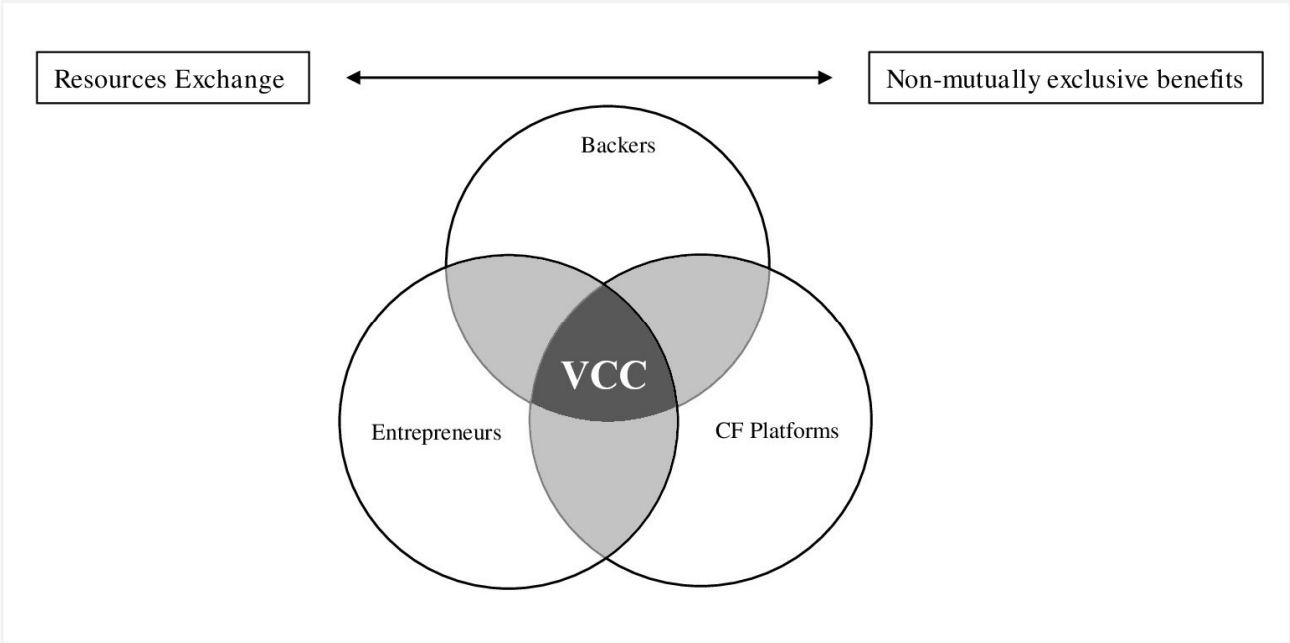 Resources Exchange
Non-mutually exclusive benefits
Backers
VCC
Entrepreneurs
CF Platforms